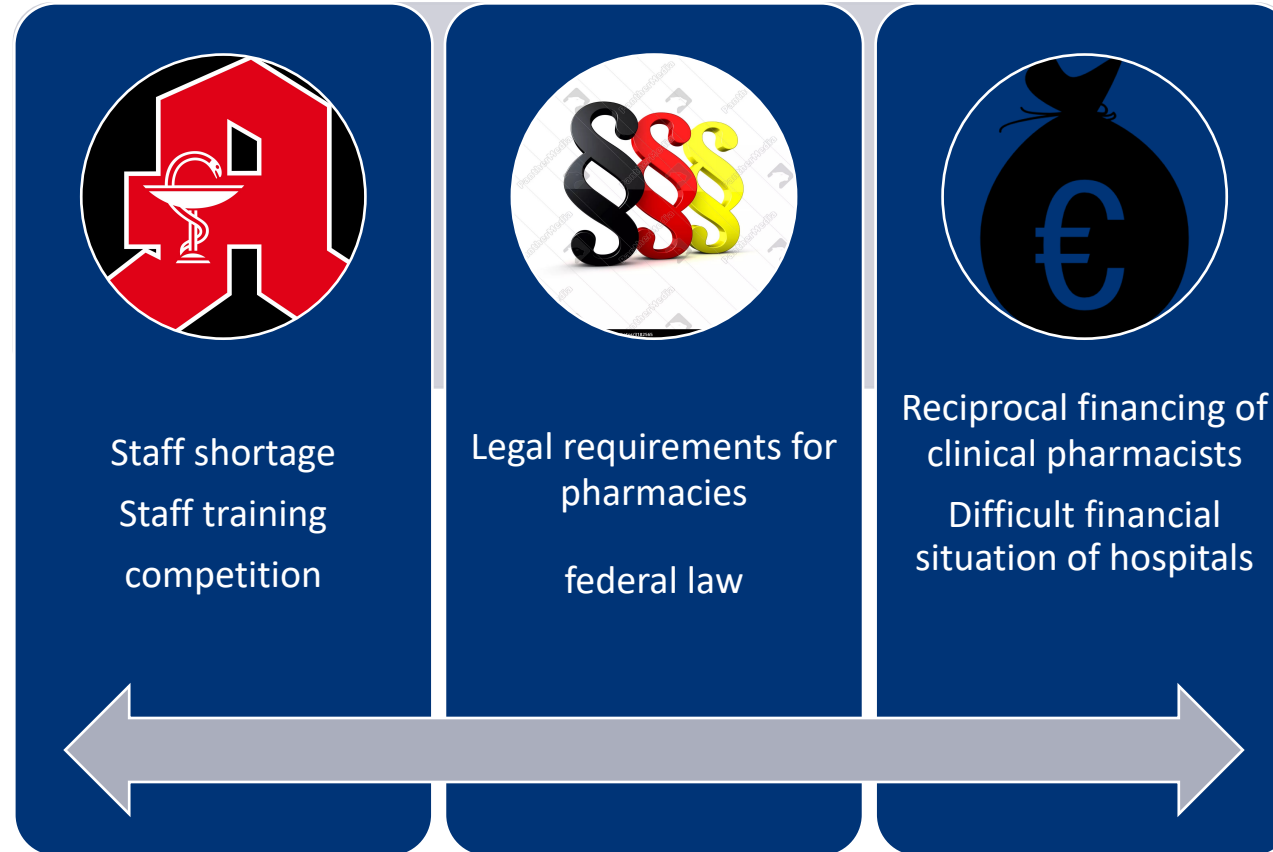 Staff shortage
Staff training
competition
Legal requirements for
pharmacies
federal law
Reciprocal financing of
clinical pharmacists
Difficult financial
situation of hospitals
§§§
€